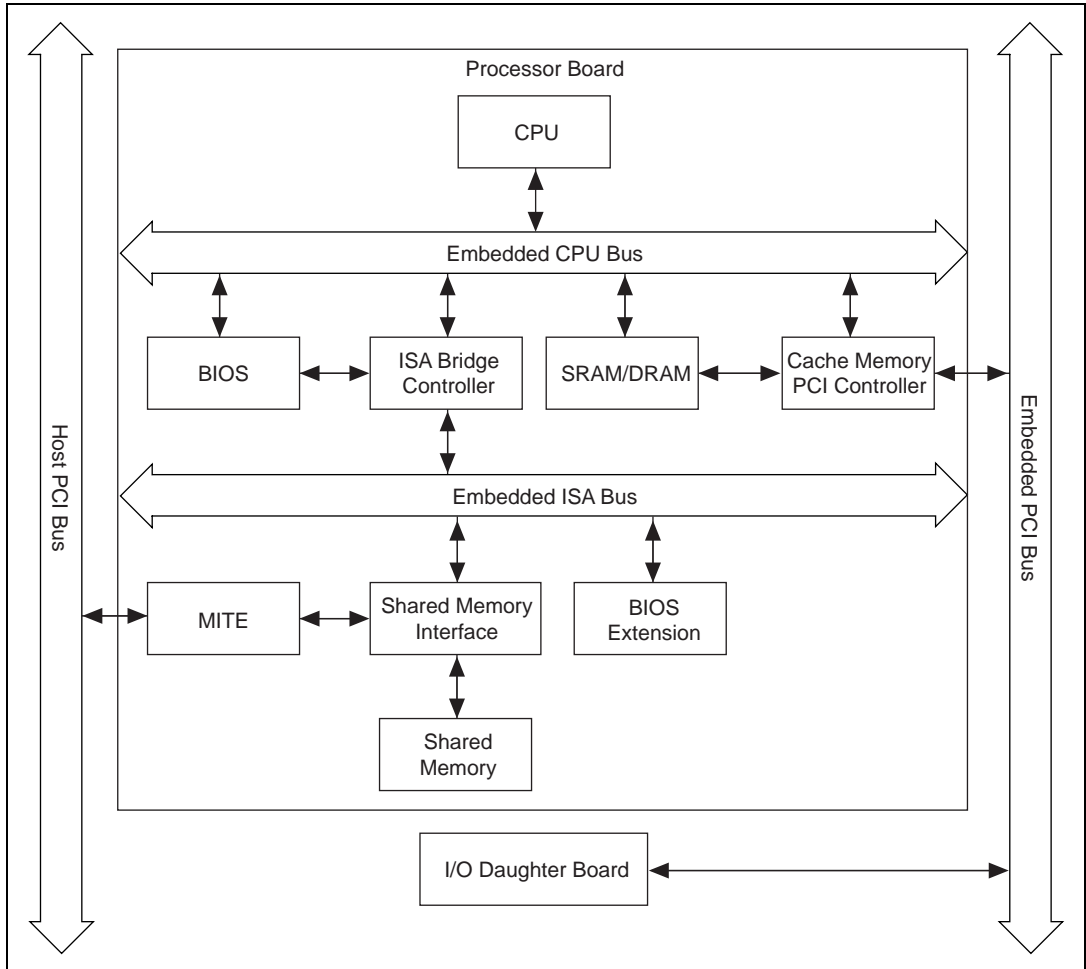 Processor Board
CPU
Embedded CPU Bus
BIOS
ISA Bridge
Controller
SRAM/DRAM
Cache Memory
PCI Controller
Host PCI Bus
Embedded PCI Bus
Embedded ISA Bus
MITE
Shared Memory
Interface
BIOS
Extension
Shared
Memory
I/O Daughter Board